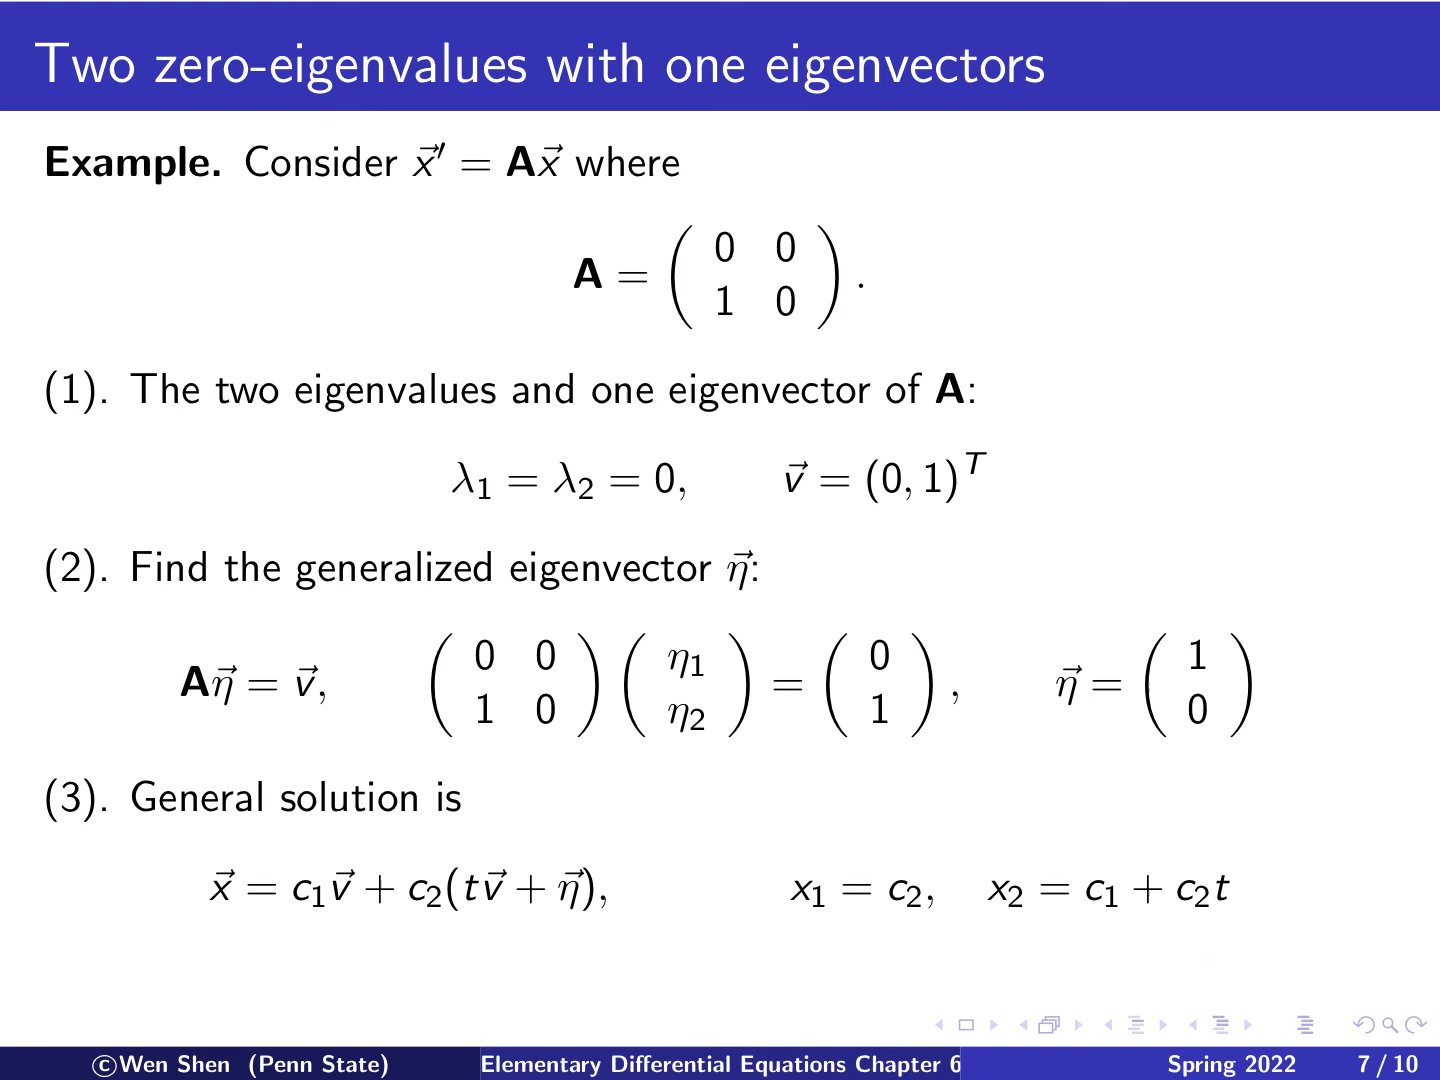 Two zero-eigenvalues with one eigenvectors
Example. Consider x⃗′ = Ax⃗ where
A = ( 0 0 ; 1 0 ) .
(1). The two eigenvalues and one eigenvector of A:
λ₁ = λ₂ = 0, v⃗ = (0, 1)ᵀ
(2). Find the generalized eigenvector η⃗:
Aη⃗ = v⃗, ( 0 0 ; 1 0 ) ( η₁ ; η₂ ) = ( 0 ; 1 ) , η⃗ = ( 1 ; 0 )
(3). General solution is
x⃗ = c₁v⃗ + c₂(tv⃗ + η⃗), x₁ = c₂, x₂ = c₁ + c₂t
©Wen Shen (Penn State) Elementary Differential Equations Chapter 6 Spring 2022 7 / 10